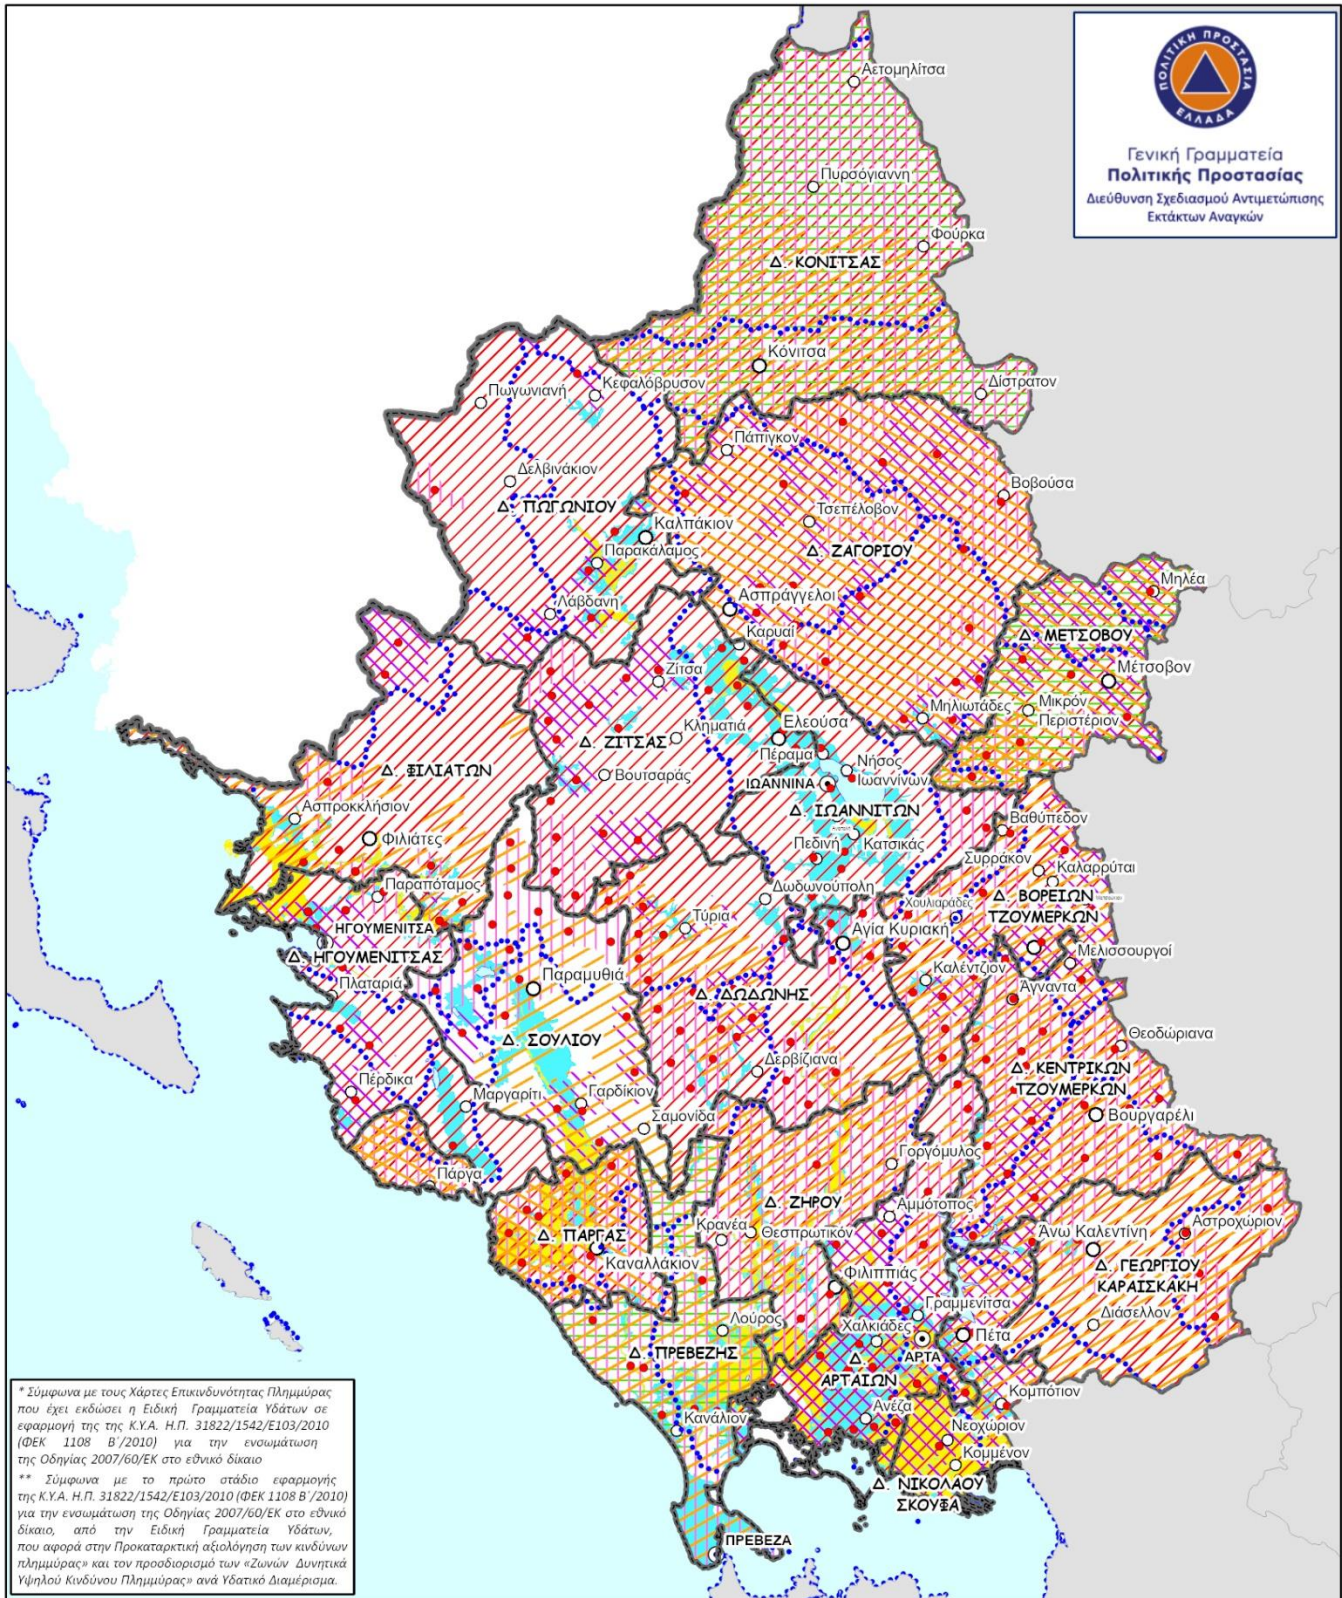 ΠΟΛΙΤΙΚΗ ΠΡΟΣΤΑΣΙΑ
ΕΛΛΑΔΑ
Γενική Γραμματεία
Πολιτικής Προστασίας
Διεύθυνση Σχεδιασμού Αντιμετώπισης
Εκτάκτων Αναγκών
Αετομηλίτσα
Πυρσόγιαννη
Φούρκα
Δ. ΚΟΝΙΤΣΑΣ
Κόνιτσα
Δίστρατον
Πωγωνιανή
Κεφαλόβρυσον
Πάπιγκον
Δελβινάκιον
Βοβούσα
Δ. ΠΩΓΩΝΙΟΥ
Τσεπέλοβον
Καλπάκιον
Δ. ΖΑΓΟΡΙΟΥ
Παρακάλαμος
Μηλέα
Ασπράγγελοι
Λάβδανη
Καρυαί
Δ. ΜΕΤΣΟΒΟΥ
Ζίτσα
Μέτσοβον
Μηλιωτάδες
Μικρόν
Περιστέριον
Κληματιά
Ελεούσα
Δ. ΖΙΤΣΑΣ
Πέραμα
Νήσος
Ιωαννίνων
Δ. ΦΙΛΙΑΤΩΝ
Βουτσαράς
ΙΩΑΝΝΙΝΑ
Δ. ΙΩΑΝΝΙΤΩΝ
Ασπροκκλήσιον
Φιλιάτες
Κατσικάς
Βαθύπεδον
Πεδινή
Συρράκον
Καλαρρύται
Παραπόταμος
Δωδωνούπολη
Χουλιαράδες
Δ. ΒΟΡΕΙΩΝ
ΤΖΟΥΜΕΡΚΩΝ
ΗΓΟΥΜΕΝΙΤΣΑ
Τύρια
Αγία Κυριακή
Δ. ΗΓΟΥΜΕΝΙΤΣΑΣ
Μελισσουργοί
Πλαταριά
Παραμυθιά
Καλέντζιον
Άγναντα
Δ. ΔΩΔΩΝΗΣ
Δ. ΣΟΥΛΙΟΥ
Θεοδώριανα
Δερβίζιανα
Δ. ΚΕΝΤΡΙΚΩΝ
ΤΖΟΥΜΕΡΚΩΝ
Πέρδικα
Μαργαρίτι
Γαρδίκιον
Σαμονίδα
Βουργαρέλι
Πάργα
Γοργόμυλος
Δ. ΖΗΡΟΥ
Αμμότοπος
Δ. ΠΑΡΓΑΣ
Κρανέα
Θεσπρωτικόν
Άνω Καλεντίνη
Αστροχώριον
Καναλλάκιον
Δ. ΓΕΩΡΓΙΟΥ
ΚΑΡΑΙΣΚΑΚΗ
Φιλιππιάς
Γραμμενίτσα
Διάσελλον
Λούρος
Χαλκιάδες
Πέτα
Δ. ΠΡΕΒΕΖΗΣ
Δ.
ΑΡΤΑΙΩΝ
ΑΡΤΑ
Κομπότιον
Κανάλιον
Ανέζα
Νεοχώριον
Κομμένον
Δ. ΝΙΚΟΛΑΟΥ
ΣΚΟΥΦΑ
ΠΡΕΒΕΖΑ
* Σύμφωνα με τους Χάρτες Επικινδυνότητας Πλημμύρας
που έχει εκδώσει η Ειδική Γραμματεία Υδάτων σε
εφαρμογή της της Κ.Υ.Α. Η.Π. 31822/1542/Ε103/2010
(ΦΕΚ 1108 Β΄/2010) για την ενσωμάτωση
της Οδηγίας 2007/60/ΕΚ στο εθνικό δίκαιο
** Σύμφωνα με το πρώτο στάδιο εφαρμογής
της Κ.Υ.Α. Η.Π. 31822/1542/Ε103/2010 (ΦΕΚ 1108 Β΄/2010)
για την ενσωμάτωση της Οδηγίας 2007/60/ΕΚ στο εθνικό
δίκαιο, από την Ειδική Γραμματεία Υδάτων,
που αφορά στην Προκαταρκτική αξιολόγηση των κινδύνων
πλημμύρας» και τον προσδιορισμό των «Ζωνών Δυνητικά
Υψηλού Κινδύνου Πλημμύρας» ανά Υδατικό Διαμέρισμα.